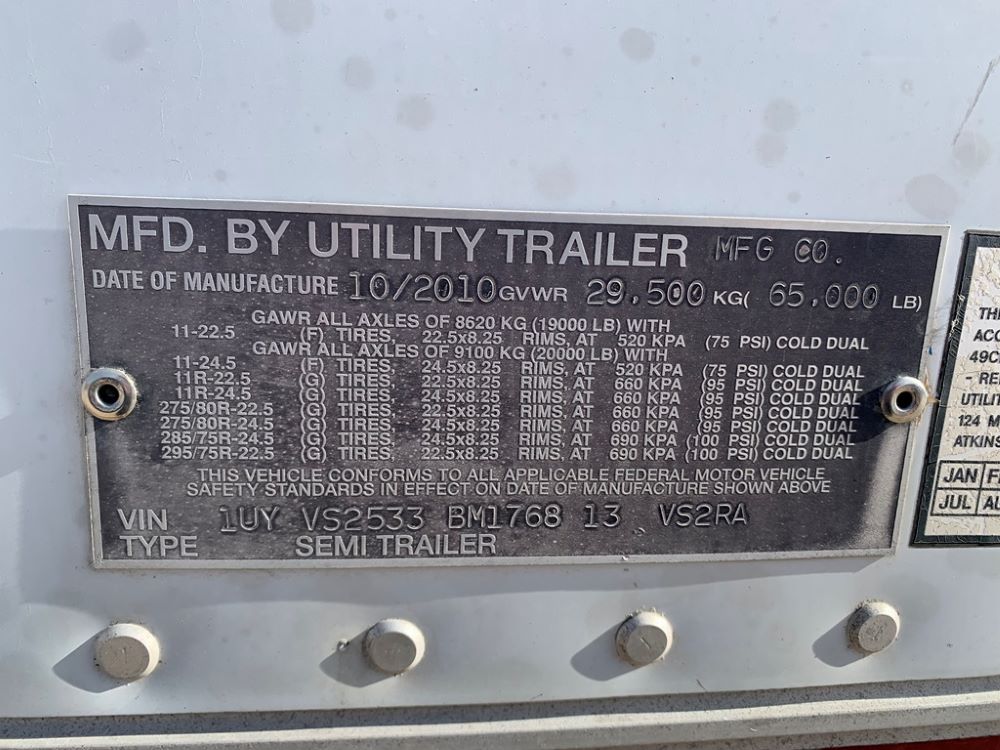 MFD. BY UTILITY TRAILER MFG CO.
DATE OF MANUFACTURE 10/2010 GVWR 29.500 KG( 65.000 LB)
GAWR ALL AXLES OF 8620 KG (19000 LB) WITH
11-22.5 (F) TIRES, 22.5x8.25 RIMS, AT 520 KPA (75 PSI) COLD DUAL
GAWR ALL AXLES OF 9100 KG (20000 LB) WITH
11-24.5 (F) TIRES, 24.5x8.25 RIMS, AT 520 KPA (75 PSI) COLD DUAL
11R-22.5 (G) TIRES, 22.5x8.25 RIMS, AT 660 KPA (95 PSI) COLD DUAL
11R-24.5 (G) TIRES, 24.5x8.25 RIMS, AT 660 KPA (95 PSI) COLD DUAL
275/80R-22.5 (G) TIRES, 22.5x8.25 RIMS, AT 660 KPA (95 PSI) COLD DUAL
275/80R-24.5 (G) TIRES, 24.5x8.25 RIMS, AT 660 KPA (95 PSI) COLD DUAL
285/75R-24.5 (G) TIRES, 24.5x8.25 RIMS, AT 690 KPA (100 PSI) COLD DUAL
295/75R-22.5 (G) TIRES, 22.5x8.25 RIMS, AT 690 KPA (100 PSI) COLD DUAL
THIS VEHICLE CONFORMS TO ALL APPLICABLE FEDERAL MOTOR VEHICLE
SAFETY STANDARDS IN EFFECT ON DATE OF MANUFACTURE SHOWN ABOVE
VIN 1UY VS2533 BM1768 13 VS2RA
TYPE SEMI TRAILER
49C
- RE
UTILIT
124 M
ATKINS
JAN
JUL